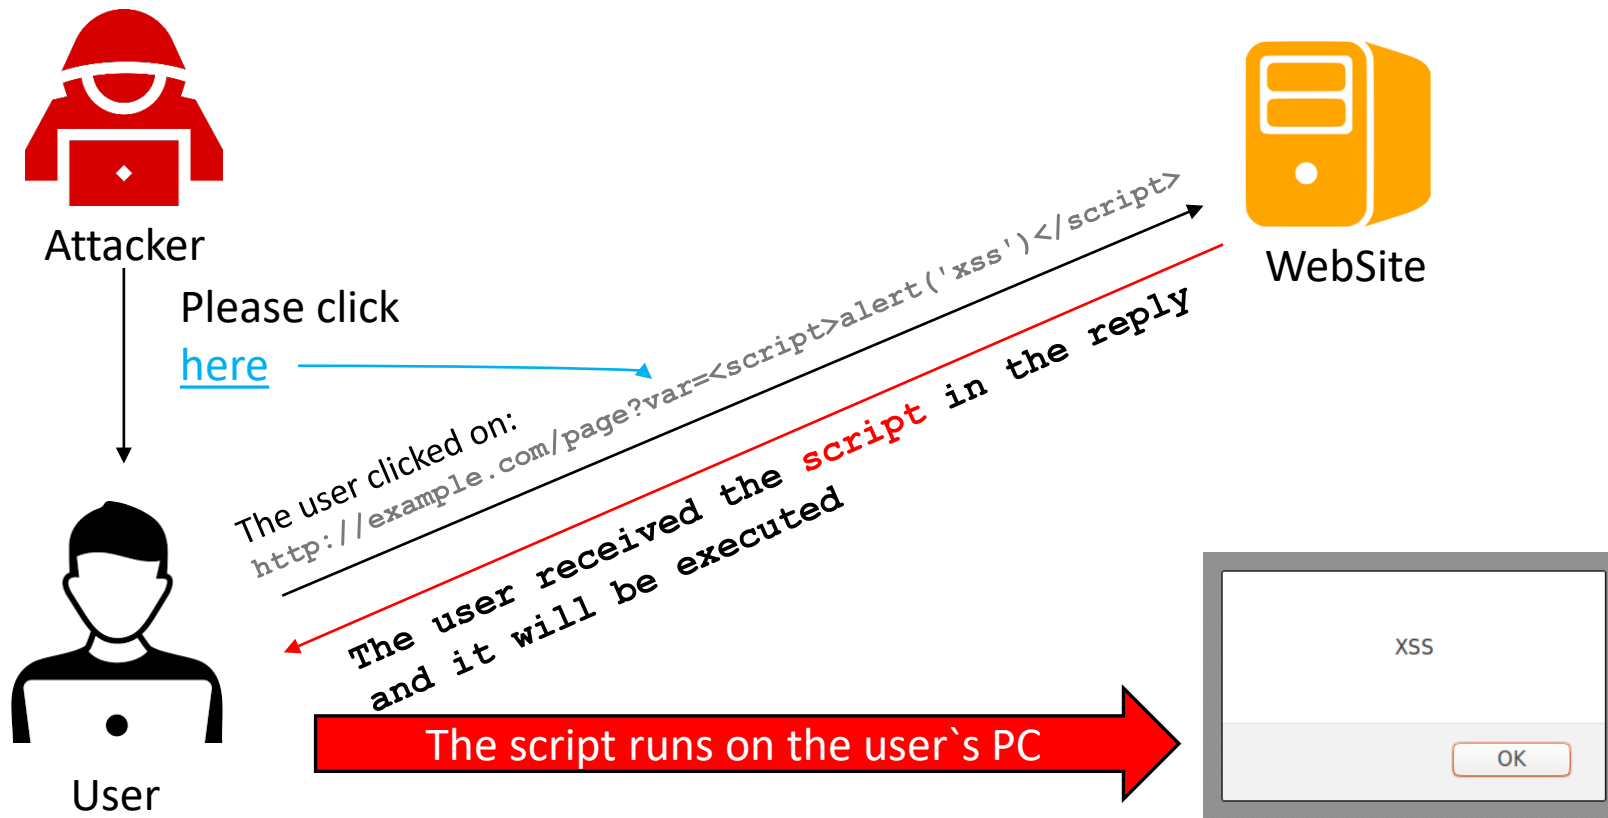 Attacker
WebSite
Please click
here
The user clicked on:
http://example.com/page?var=<script>alert('xss')</script>
The user received the script in the reply
and it will be executed
The script runs on the user`s PC
User
XSS
OK